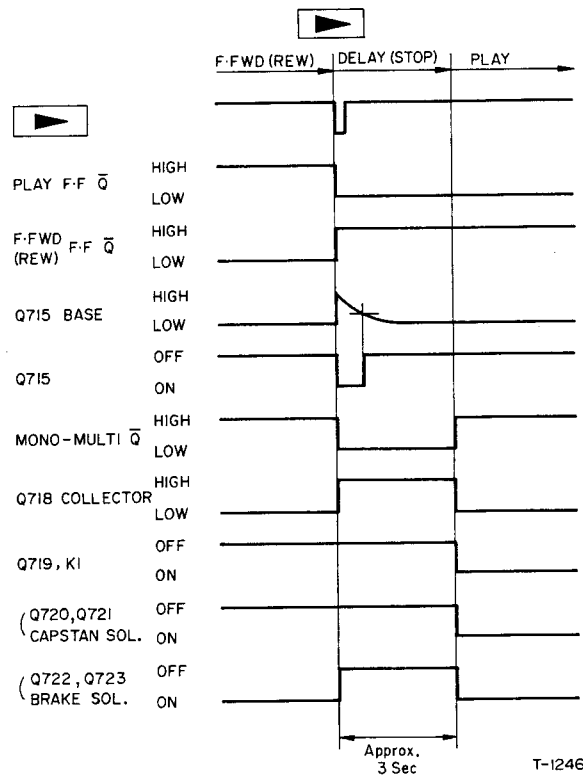 F·FWD (REW) DELAY (STOP) PLAY
PLAY F·F Q̅ HIGH
LOW
F·FWD (REW) F·F Q̅ HIGH
LOW
Q715 BASE HIGH
LOW
Q715 OFF
ON
MONO-MULTI Q̅ HIGH
LOW
Q718 COLLECTOR HIGH
LOW
Q719, K1 OFF
ON
(Q720,Q721 OFF
CAPSTAN SOL. ON
(Q722,Q723 OFF
BRAKE SOL. ON
Approx.
3 Sec
T-1246